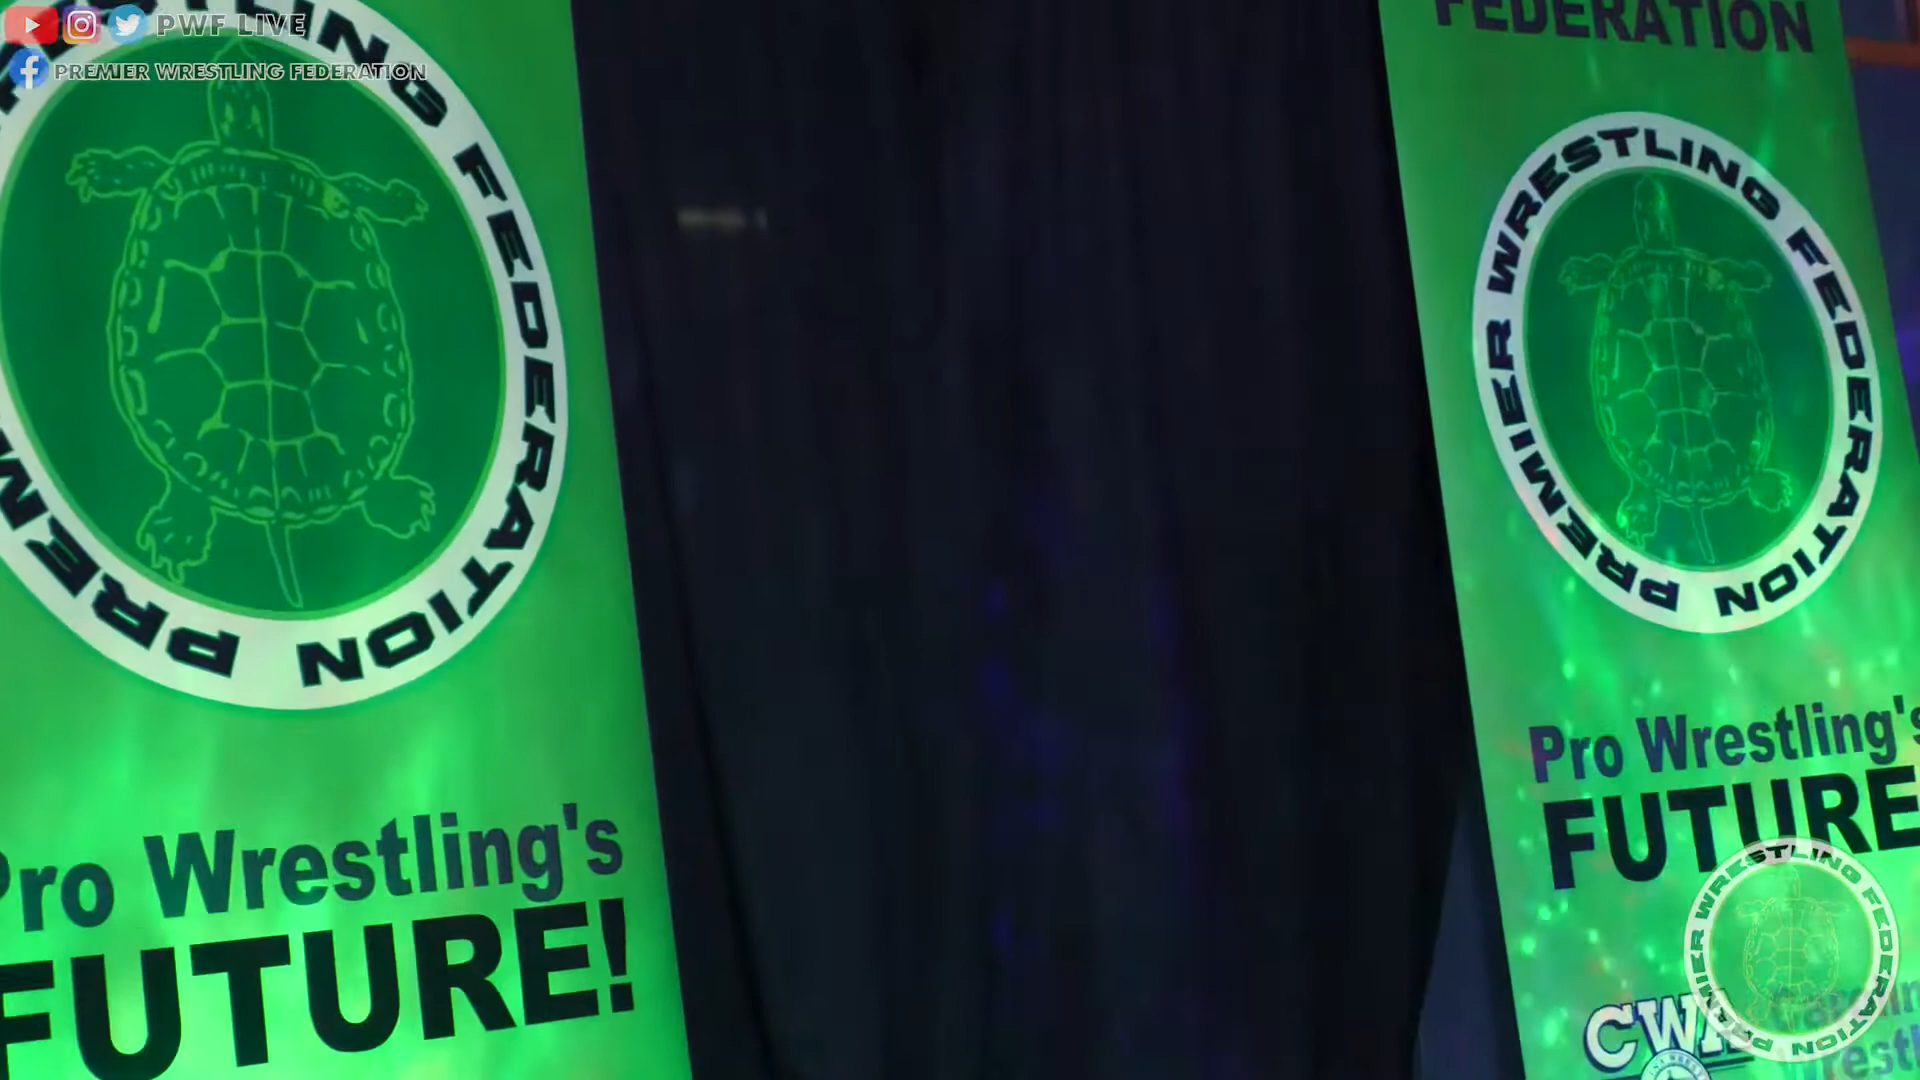 PWF LIVE
PREMIER WRESTLING FEDERATION
WRESTLING FEDERATION PREMIER
Pro Wrestling's
FUTURE!
FEDERATION
PREMIER WRESTLING FEDERATION
Pro Wrestling's
FUTURE
CWA
PREMIER WRESTLING FEDERATION